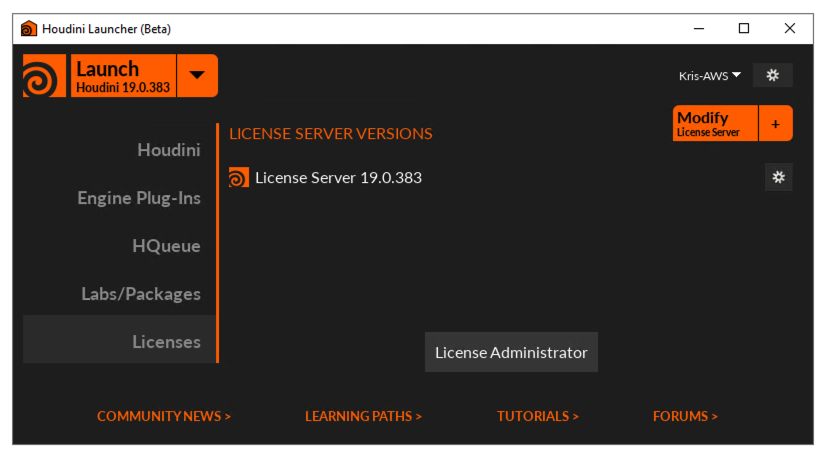 Houdini Launcher (Beta)
Launch
Houdini 19.0.383
Kris-AWS
Modify
License Server
+
LICENSE SERVER VERSIONS
Houdini
License Server 19.0.383
Engine Plug-Ins
HQueue
Labs/Packages
Licenses
License Administrator
COMMUNITY NEWS >
LEARNING PATHS >
TUTORIALS >
FORUMS >